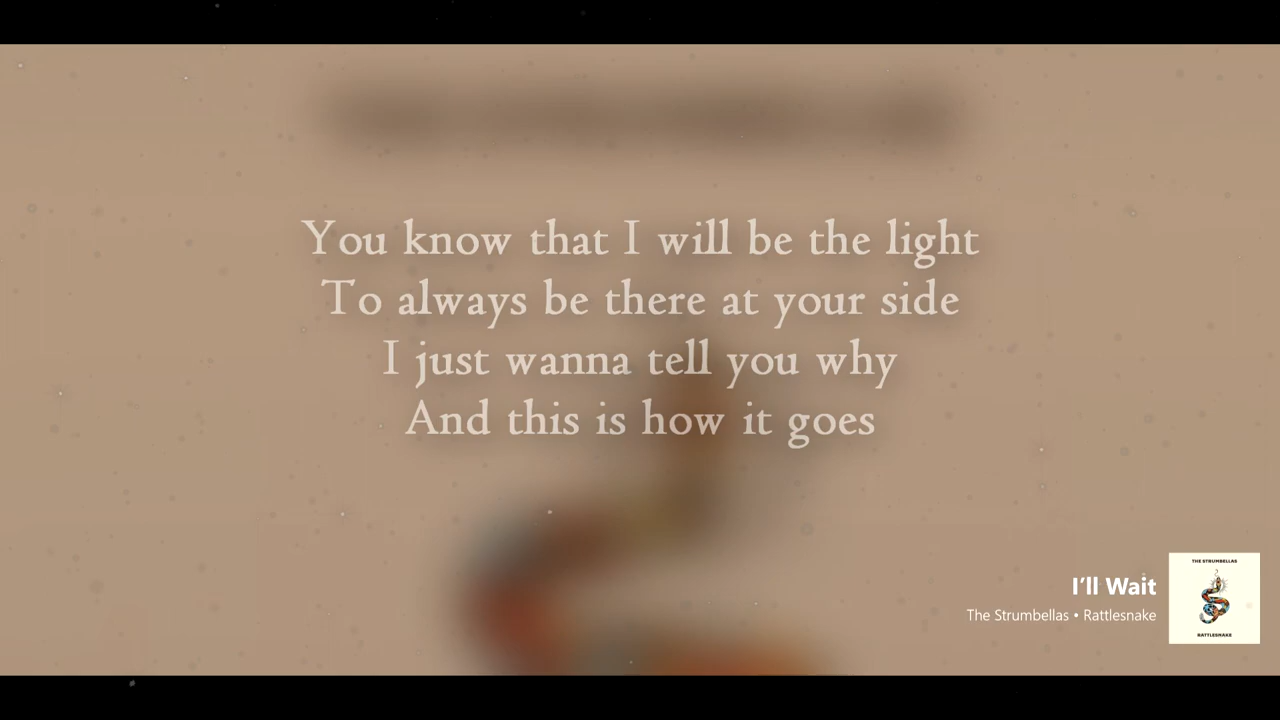 You know that I will be the light
To always be there at your side
I just wanna tell you why
And this is how it goes
I’ll Wait
The Strumbellas • Rattlesnake
THE STRUMBELLAS
RATTLESNAKE